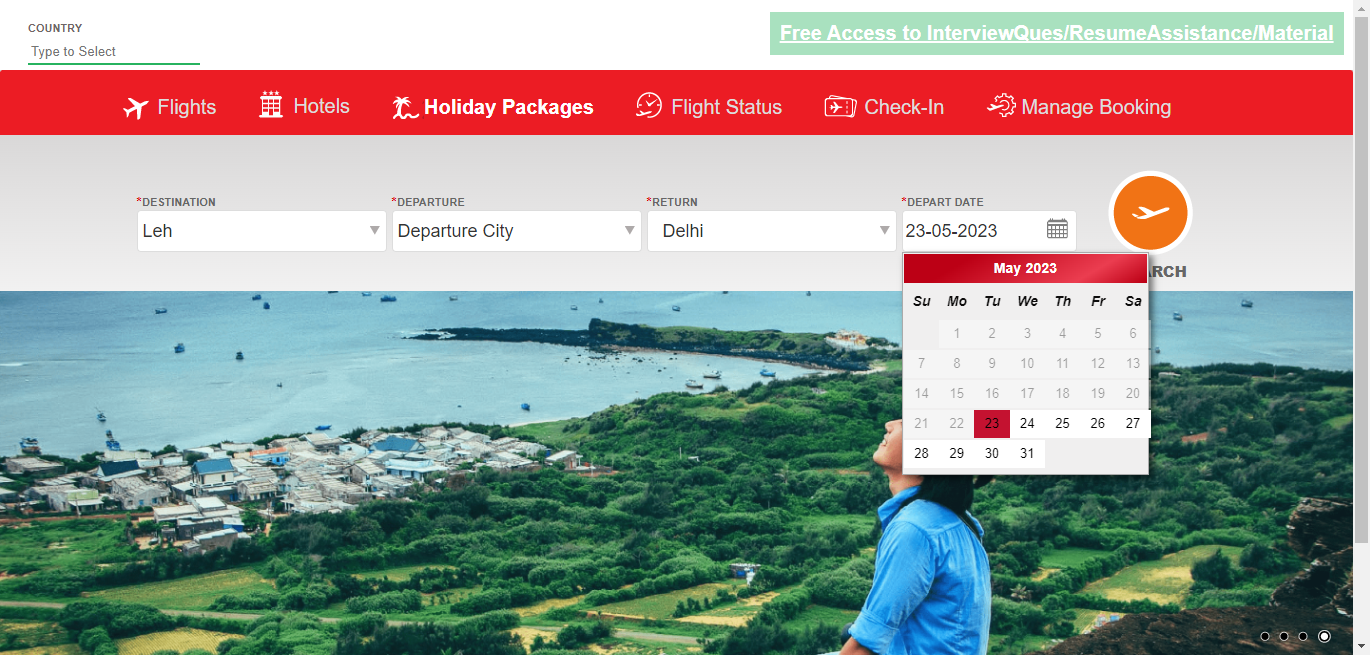 COUNTRY
Type to Select
Free Access to InterviewQues/ResumeAssistance/Material
Flights Hotels Holiday Packages Flight Status Check-In Manage Booking
*DESTINATION *DEPARTURE *RETURN *DEPART DATE
Leh Departure City Delhi 23-05-2023
ARCH
May 2023
Su Mo Tu We Th Fr Sa
1 2 3 4 5 6
7 8 9 10 11 12 13
14 15 16 17 18 19 20
21 22 23 24 25 26 27
28 29 30 31